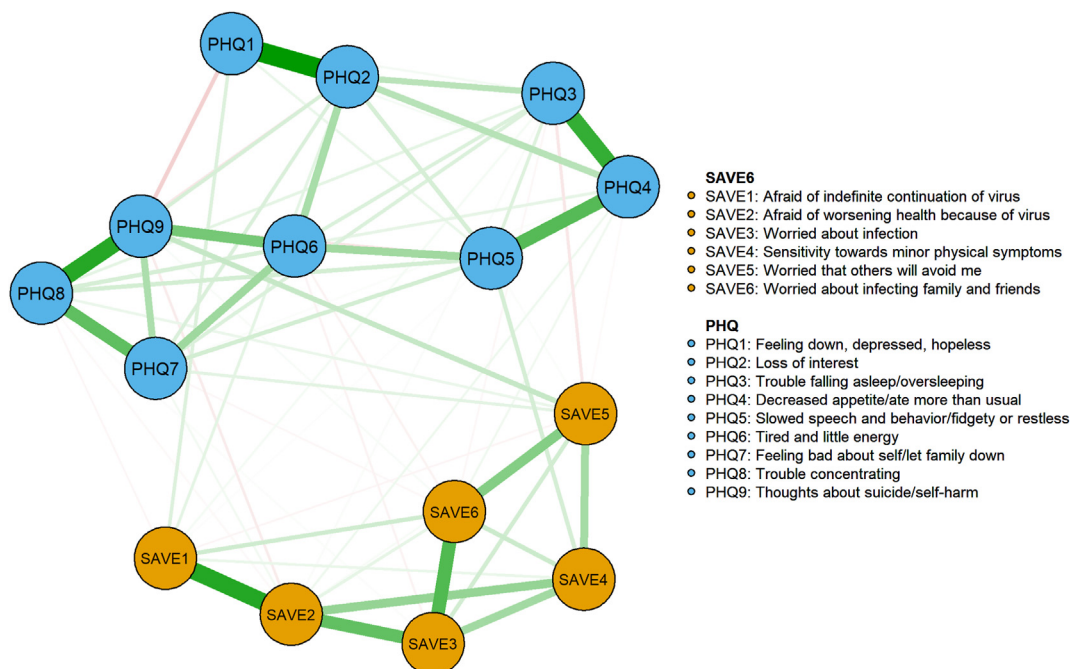 PHQ1
PHQ2
PHQ3
PHQ4
PHQ9
PHQ6
PHQ5
PHQ8
PHQ7
SAVE5
SAVE6
SAVE1
SAVE4
SAVE2
SAVE3
SAVE6
SAVE1: Afraid of indefinite continuation of virus
SAVE2: Afraid of worsening health because of virus
SAVE3: Worried about infection
SAVE4: Sensitivity towards minor physical symptoms
SAVE5: Worried that others will avoid me
SAVE6: Worried about infecting family and friends
PHQ
PHQ1: Feeling down, depressed, hopeless
PHQ2: Loss of interest
PHQ3: Trouble falling asleep/oversleeping
PHQ4: Decreased appetite/ate more than usual
PHQ5: Slowed speech and behavior/fidgety or restless
PHQ6: Tired and little energy
PHQ7: Feeling bad about self/let family down
PHQ8: Trouble concentrating
PHQ9: Thoughts about suicide/self-harm